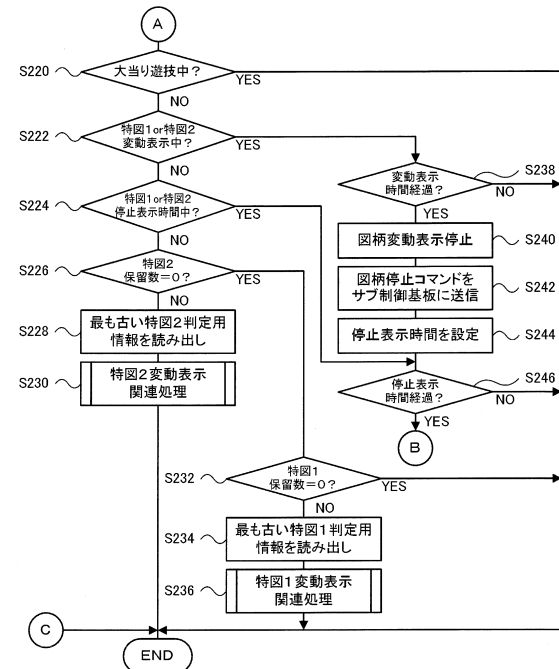 A
S220
大当り遊技中?
YES
NO
S222
特図1or特図2
変動表示中?
YES
NO
S224
特図1or特図2
停止表示時間中?
YES
NO
S226
特図2
保留数=0?
YES
NO
S228
最も古い特図2判定用
情報を読み出し
S230
特図2変動表示
関連処理
S238
変動表示
時間経過?
NO
YES
S240
図柄変動表示停止
S242
図柄停止コマンドを
サブ制御基板に送信
S244
停止表示時間を設定
S246
停止表示
時間経過?
NO
YES
B
S232
特図1
保留数=0?
YES
NO
S234
最も古い特図1判定用
情報を読み出し
S236
特図1変動表示
関連処理
C
END